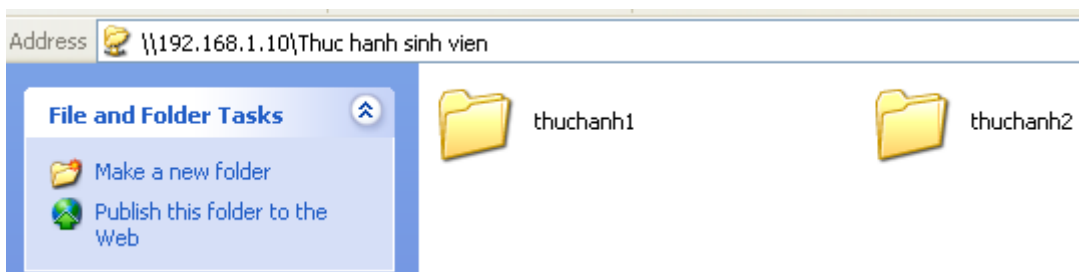 Address \\192.168.1.10\Thuc hanh sinh vien
File and Folder Tasks
Make a new folder
Publish this folder to the
Web
thuchanh1
thuchanh2